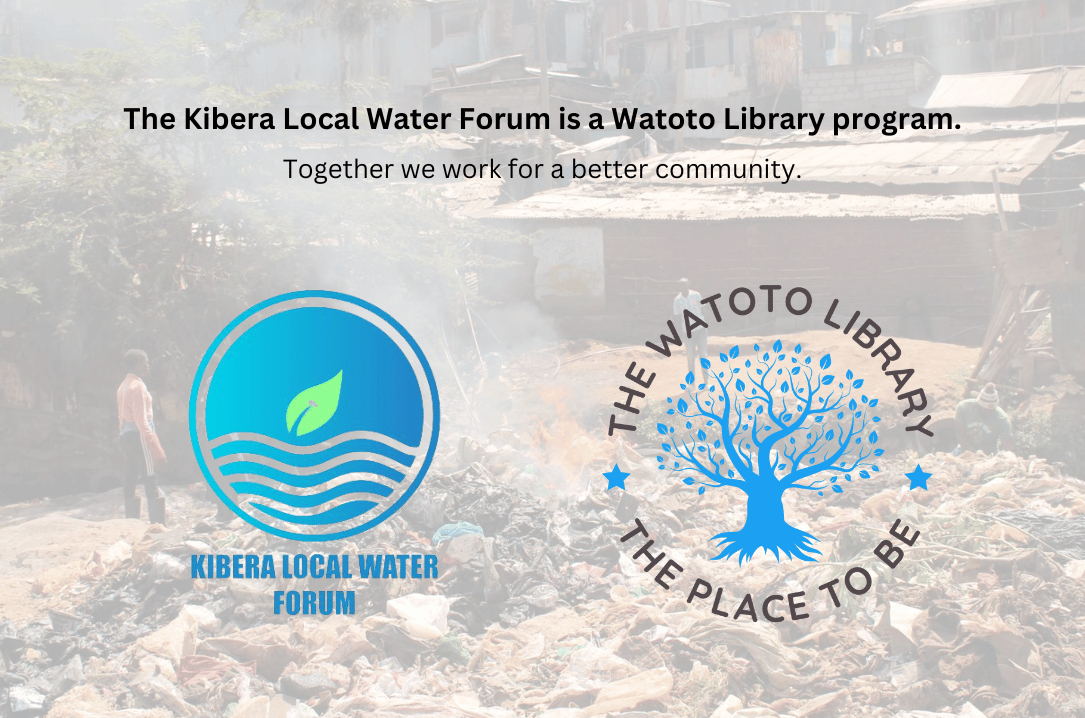 The Kibera Local Water Forum is a Watoto Library program.
Together we work for a better community.
KIBERA LOCAL WATER
FORUM
THE WATOTO LIBRARY
THE PLACE TO BE